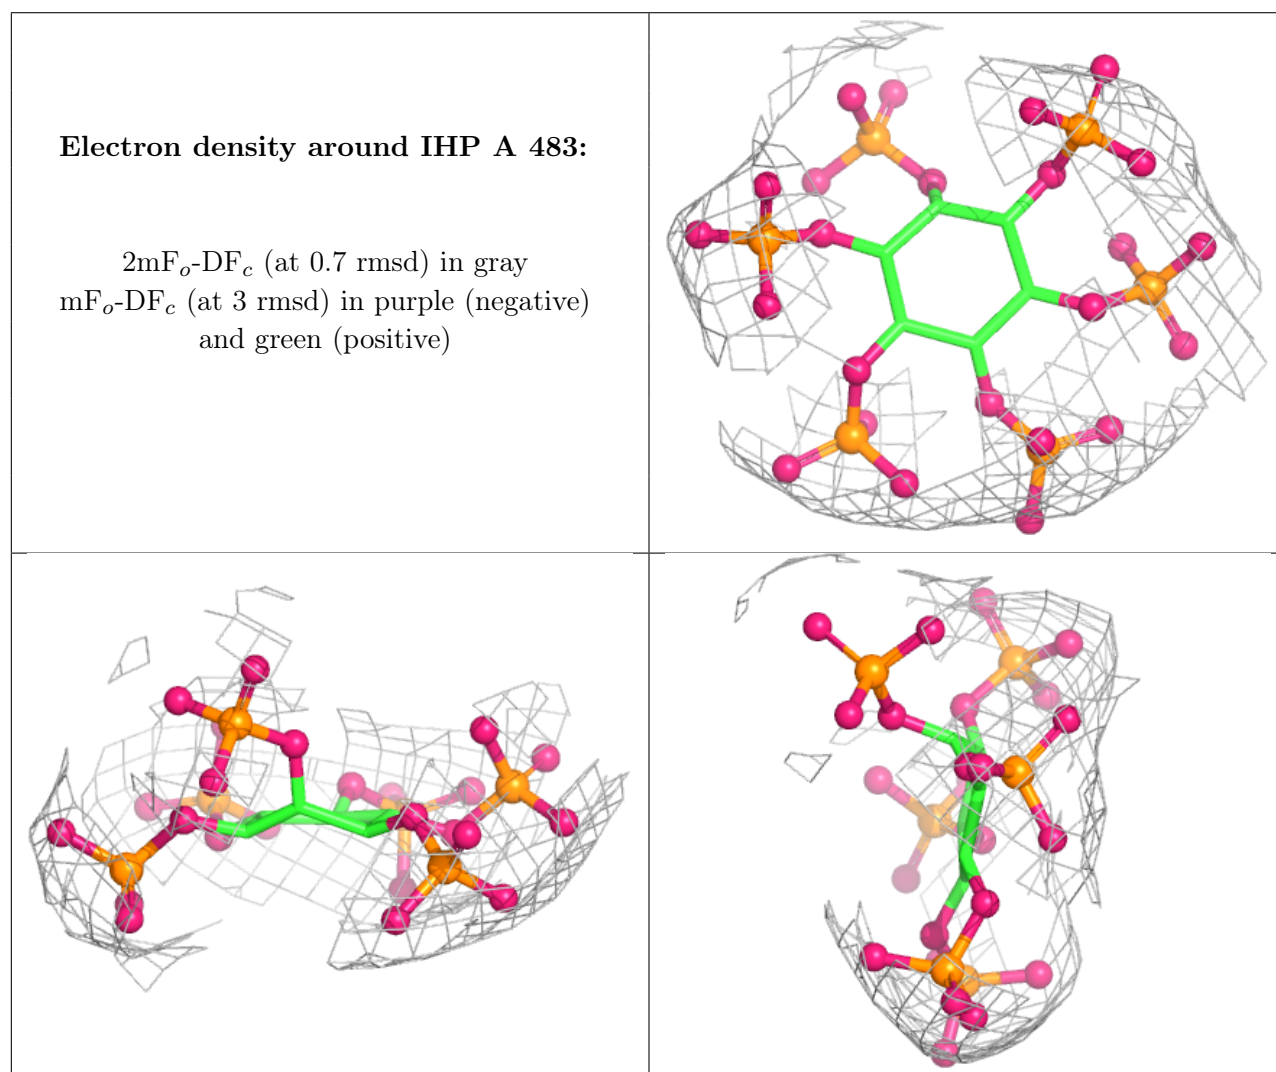 Electron density around IHP A 483:
2mFo-DFc (at 0.7 rmsd) in gray
mFo-DFc (at 3 rmsd) in purple (negative)
and green (positive)